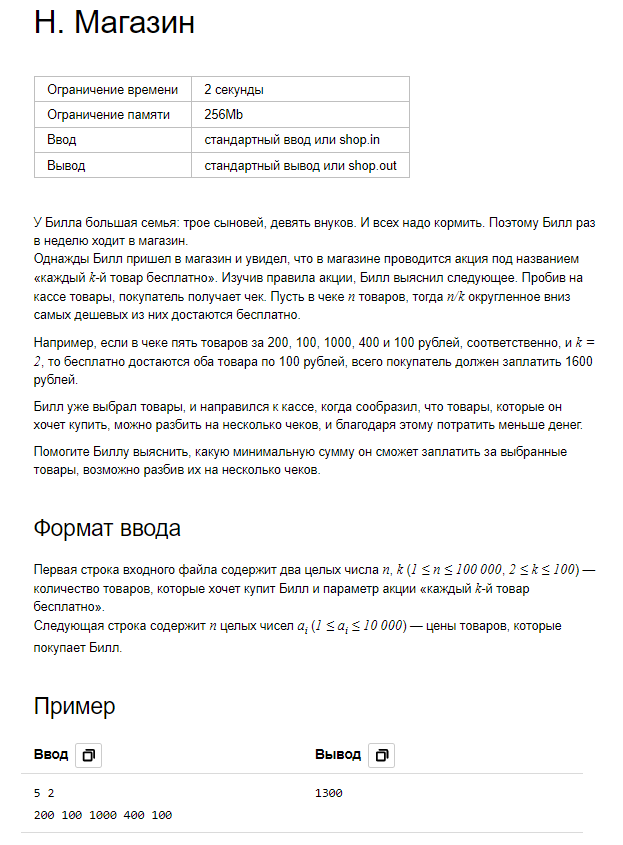 Н. Магазин
Ограничение времени 2 секунды
Ограничение памяти 256Mb
Ввод стандартный ввод или shop.in
Вывод стандартный вывод или shop.out
У Билла большая семья: трое сыновей, девять внуков. И всех надо кормить. Поэтому Билл раз
в неделю ходит в магазин.
Однажды Билл пришел в магазин и увидел, что в магазине проводится акция под названием
«каждый k-й товар бесплатно». Изучив правила акции, Билл выяснил следующее. Пробив на
кассе товары, покупатель получает чек. Пусть в чеке n товаров, тогда n/k округленное вниз
самых дешевых из них достаются бесплатно.
Например, если в чеке пять товаров за 200, 100, 1000, 400 и 100 рублей, соответственно, и k =
2, то бесплатно достаются оба товара по 100 рублей, всего покупатель должен заплатить 1600
рублей.
Билл уже выбрал товары, и направился к кассе, когда сообразил, что товары, которые он
хочет купить, можно разбить на несколько чеков, и благодаря этому потратить меньше денег.
Помогите Биллу выяснить, какую минимальную сумму он сможет заплатить за выбранные
товары, возможно разбив их на несколько чеков.
Формат ввода
Первая строка входного файла содержит два целых числа n, k (1 ≤ n ≤ 100 000, 2 ≤ k ≤ 100) —
количество товаров, которые хочет купить Билл и параметр акции «каждый k-й товар
бесплатно».
Следующая строка содержит n целых чисел aᵢ (1 ≤ aᵢ ≤ 10 000) — цены товаров, которые
покупает Билл.
Пример
Ввод Вывод
5 2 1300
200 100 1000 400 100